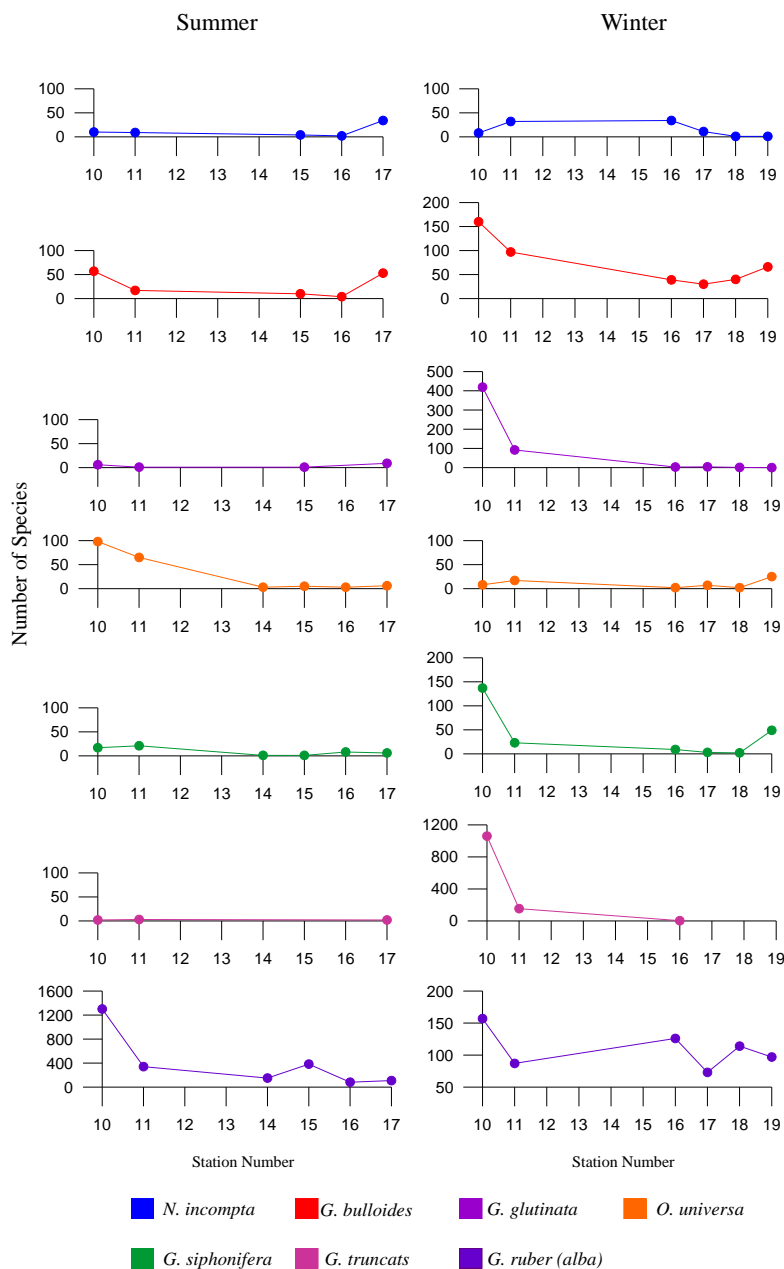 Summer Winter
100 100
50 50
0 0
10 11 12 13 14 15 16 17 10 11 12 13 14 15 16 17 18 19
200
150
100 100
50 50
0 0
10 11 12 13 14 15 16 17 10 11 12 13 14 15 16 17 18 19
500
400
300
200
100 100
50
0 0
10 11 12 13 14 15 16 17 10 11 12 13 14 15 16 17 18 19
Number of Species
100 100
50 50
0 0
10 11 12 13 14 15 16 17 10 11 12 13 14 15 16 17 18 19
200
150
100 100
50 50
0 0
10 11 12 13 14 15 16 17 10 11 12 13 14 15 16 17 18 19
1200
800
100
50 400
0 0
10 11 12 13 14 15 16 17 10 11 12 13 14 15 16 17 18 19
1600 200
1200
800 150
400 100
0 50
10 11 12 13 14 15 16 17 10 11 12 13 14 15 16 17 18 19
Station Number Station Number
N. incompta G. bulloides G. glutinata O. universa
G. siphonifera G. truncats G. ruber (alba)